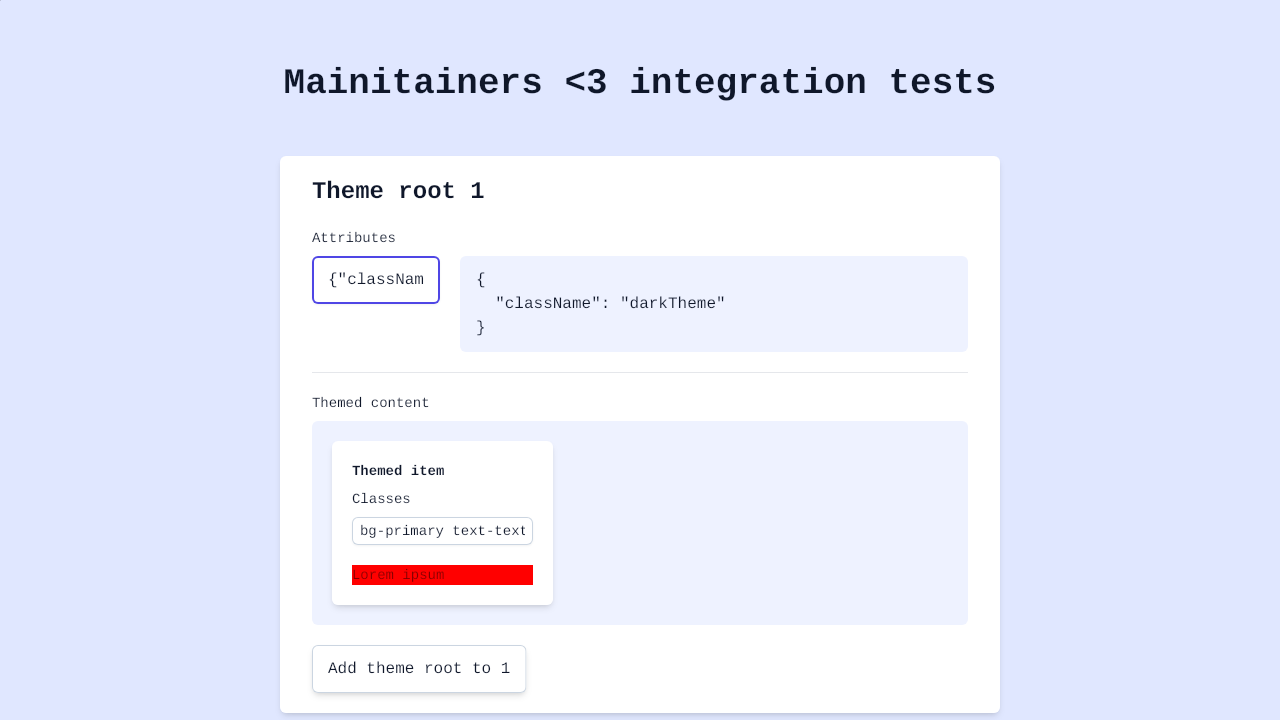 Mainitainers <3 integration tests
Theme root 1
Attributes
{"classNam
{
  "className": "darkTheme"
}
Themed content
Themed item
Classes
bg-primary text-text
Lorem ipsum
Add theme root to 1